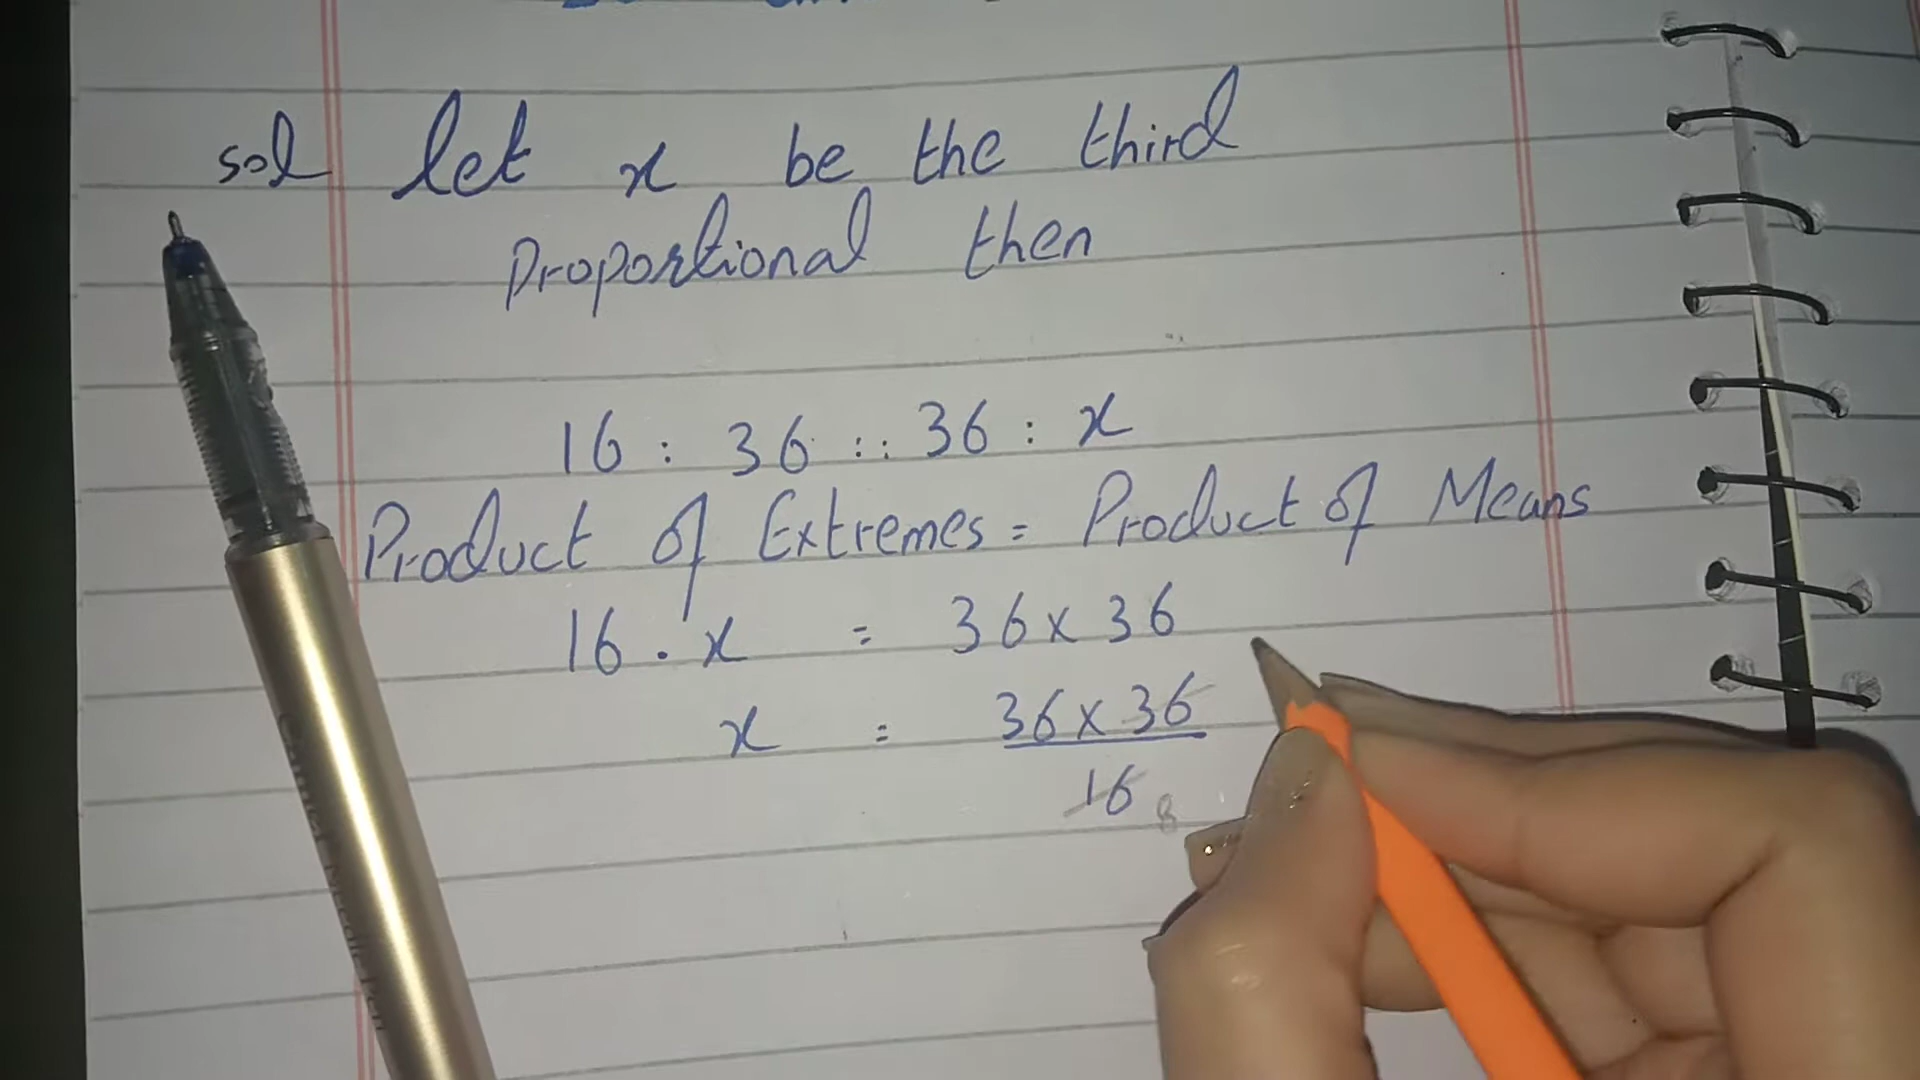 sol let x be the third
Proportional then
16 : 36 :: 36 : x
Product of Extremes = Product of Means
16 . x = 36 x 36
x = 36 x 36
16 8